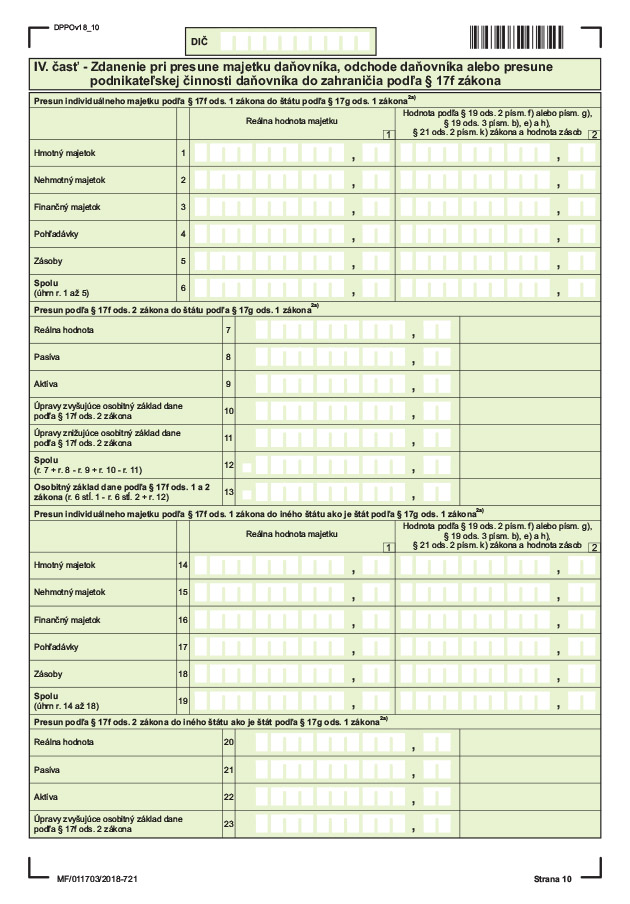 DPPOv18_10
DIČ
IV. časť - Zdanenie pri presune majetku daňovníka, odchode daňovníka alebo presune
podnikateľskej činnosti daňovníka do zahraničia podľa § 17f zákona
Presun individuálneho majetku podľa § 17f ods. 1 zákona do štátu podľa § 17g ods. 1 zákona2a)
Reálna hodnota majetku 1
Hodnota podľa § 19 ods. 2 písm. f) alebo písm. g),
§ 19 ods. 3 písm. b), e) a h),
§ 21 ods. 2 písm. k) zákona a hodnota zásob 2
Hmotný majetok 1 , ,
Nehmotný majetok 2 , ,
Finančný majetok 3 , ,
Pohľadávky 4 , ,
Zásoby 5 , ,
Spolu
(úhrn r. 1 až 5) 6 , ,
Presun podľa § 17f ods. 2 zákona do štátu podľa § 17g ods. 1 zákona2a)
Reálna hodnota 7 ,
Pasíva 8 ,
Aktíva 9 ,
Úpravy zvyšujúce osobitný základ dane
podľa § 17f ods. 2 zákona 10 ,
Úpravy znižujúce osobitný základ dane
podľa § 17f ods. 2 zákona 11 ,
Spolu
(r. 7 + r. 8 - r. 9 + r. 10 - r. 11) 12 ,
Osobitný základ dane podľa § 17f ods. 1 a 2
zákona (r. 6 stĺ. 1 - r. 6 stĺ. 2 + r. 12) 13 ,
Presun individuálneho majetku podľa § 17f ods. 1 zákona do iného štátu ako je štát podľa § 17g ods. 1 zákona2a)
Reálna hodnota majetku 1
Hodnota podľa § 19 ods. 2 písm. f) alebo písm. g),
§ 19 ods. 3 písm. b), e) a h),
§ 21 ods. 2 písm. k) zákona a hodnota zásob 2
Hmotný majetok 14 , ,
Nehmotný majetok 15 , ,
Finančný majetok 16 , ,
Pohľadávky 17 , ,
Zásoby 18 , ,
Spolu
(úhrn r. 14 až 18) 19 , ,
Presun podľa § 17f ods. 2 zákona do iného štátu ako je štát podľa § 17g ods. 1 zákona2a)
Reálna hodnota 20 ,
Pasíva 21 ,
Aktíva 22 ,
Úpravy zvyšujúce osobitný základ dane
podľa § 17f ods. 2 zákona 23 ,
MF/011703/2018-721
Strana 10